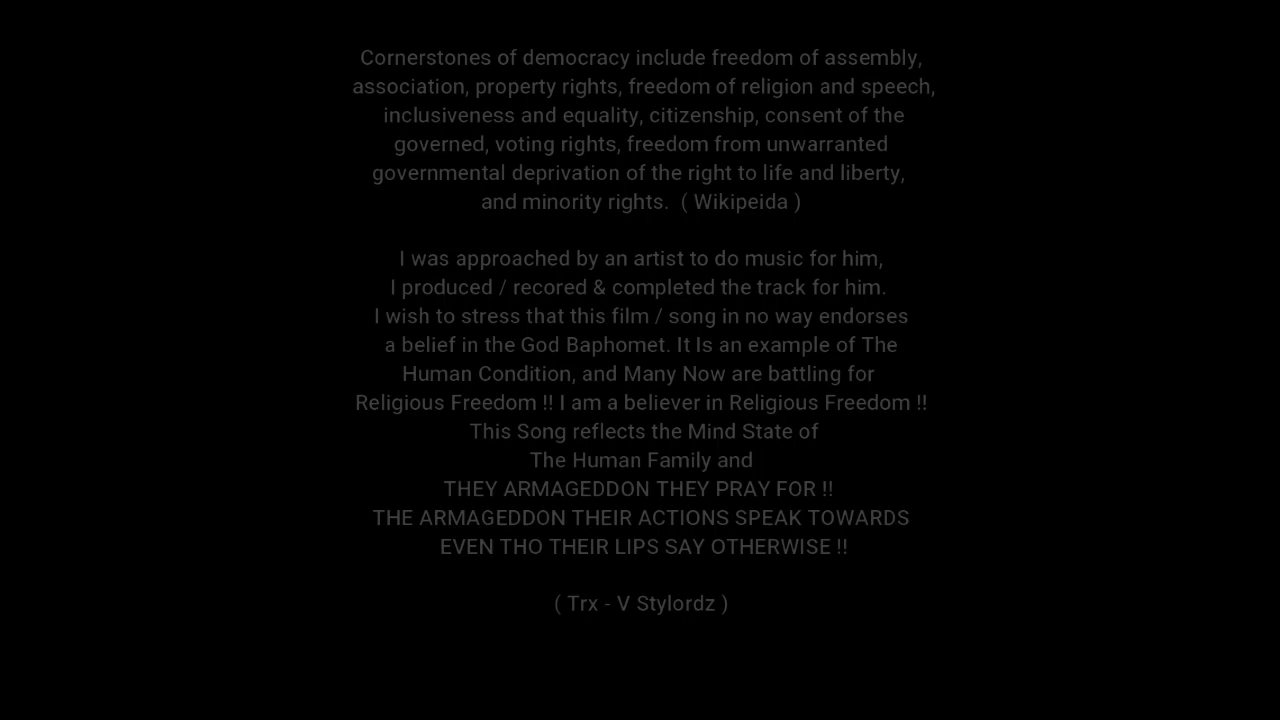 Cornerstones of democracy include freedom of assembly,
association, property rights, freedom of religion and speech,
inclusiveness and equality, citizenship, consent of the
governed, voting rights, freedom from unwarranted
governmental deprivation of the right to life and liberty,
and minority rights.  ( Wikipeida )
I was approached by an artist to do music for him,
I produced / recored & completed the track for him.
I wish to stress that this film / song in no way endorses
a belief in the God Baphomet. It Is an example of The
Human Condition, and Many Now are battling for
Religious Freedom !! I am a believer in Religious Freedom !!
This Song reflects the Mind State of
The Human Family and
THEY ARMAGEDDON THEY PRAY FOR !!
THE ARMAGEDDON THEIR ACTIONS SPEAK TOWARDS
EVEN THO THEIR LIPS SAY OTHERWISE !!
( Trx - V Stylordz )